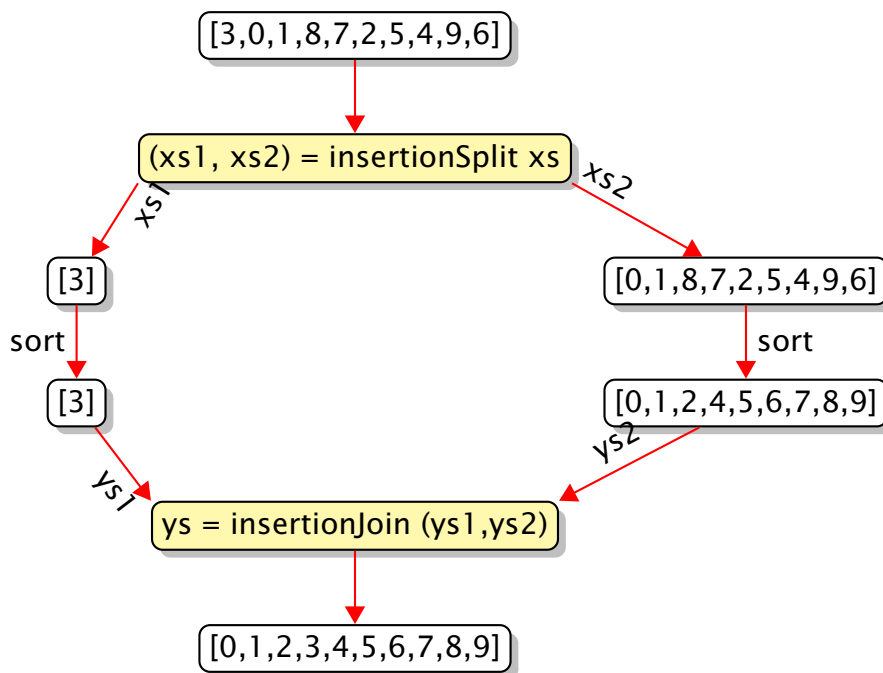 [3,0,1,8,7,2,5,4,9,6]
(xs1, xs2) = insertionSplit xs
xs1
xs2
[3]
[0,1,8,7,2,5,4,9,6]
sort
sort
[3]
[0,1,2,4,5,6,7,8,9]
ys1
ys2
ys = insertionJoin (ys1,ys2)
[0,1,2,3,4,5,6,7,8,9]